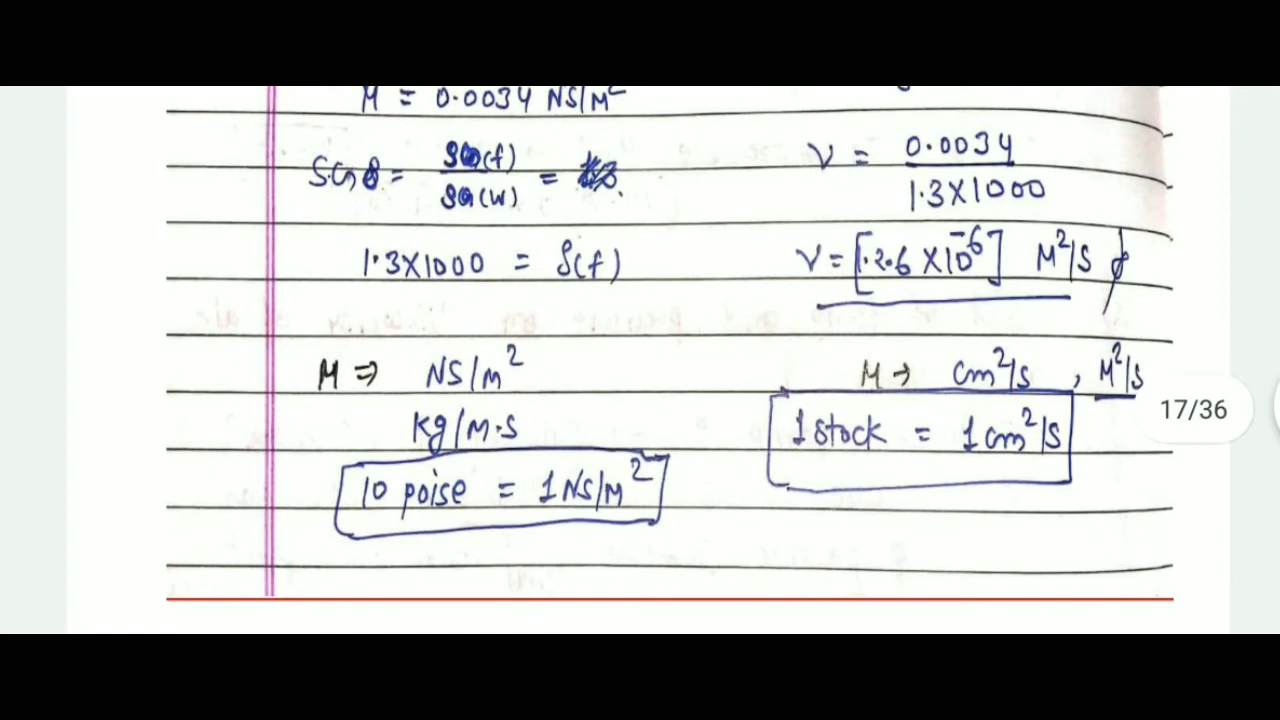 M = 0.0034 NS/M²
S.G = ρ(f)/ρ(w) =
ν = 0.0034/1.3×1000
1.3×1000 = ρ(f)
ν = [.2.6 ×10⁻⁶] M²/S
M ⇒ NS/m²
M → cm²/s , M²/s
kg/m.s
1 stock = 1 cm²/s
10 poise = 1 NS/M²
17/36